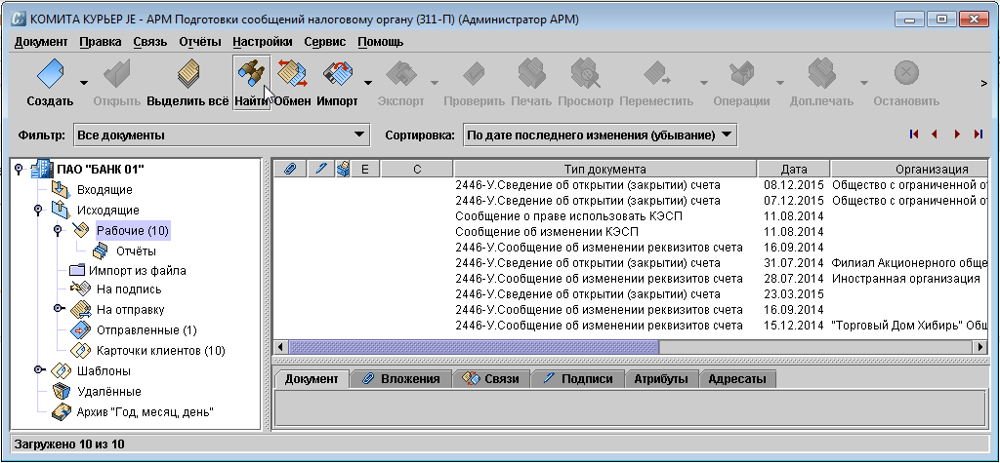 КОМИТА КУРЬЕР JE - АРМ Подготовки сообщений налоговому органу (311-П) (Администратор АРМ)
Документ Правка Связь Отчёты Настройки Сервис Помощь
Создать Открыть Выделить всё Найти Обмен Импорт Экспорт Проверить Печать Просмотр Переместить Операции Доп.печать Остановить >
Фильтр: Все документы Сортировка: По дате последнего изменения (убывание)
ПАО "БАНК 01"
Входящие
Исходящие
Рабочие (10)
Отчёты
Импорт из файла
На подпись
На отправку
Отправленные (1)
Карточки клиентов (10)
Шаблоны
Удалённые
Архив "Год, месяц, день"
Е С Тип документа Дата Организация
2446-У.Сведение об открытии (закрытии) счета 08.12.2015 Общество с ограниченной от
2446-У.Сведение об открытии (закрытии) счета 07.12.2015 Общество с ограниченной от
Сообщение о праве использовать КЭСП 11.08.2014
Сообщение об изменении КЭСП 11.08.2014
2446-У.Сообщение об изменении реквизитов счета 16.09.2014
2446-У.Сведение об открытии (закрытии) счета 31.07.2014 Филиал Акционерного обще
2446-У.Сообщение об изменении реквизитов счета 28.07.2014 Иностранная организация
2446-У.Сведение об открытии (закрытии) счета 23.03.2015
2446-У.Сообщение об изменении реквизитов счета 16.09.2014
2446-У.Сообщение об изменении реквизитов счета 15.12.2014 "Торговый Дом Хибирь" Общ
Документ Вложения Связи Подписи Атрибуты Адресаты
Загружено 10 из 10